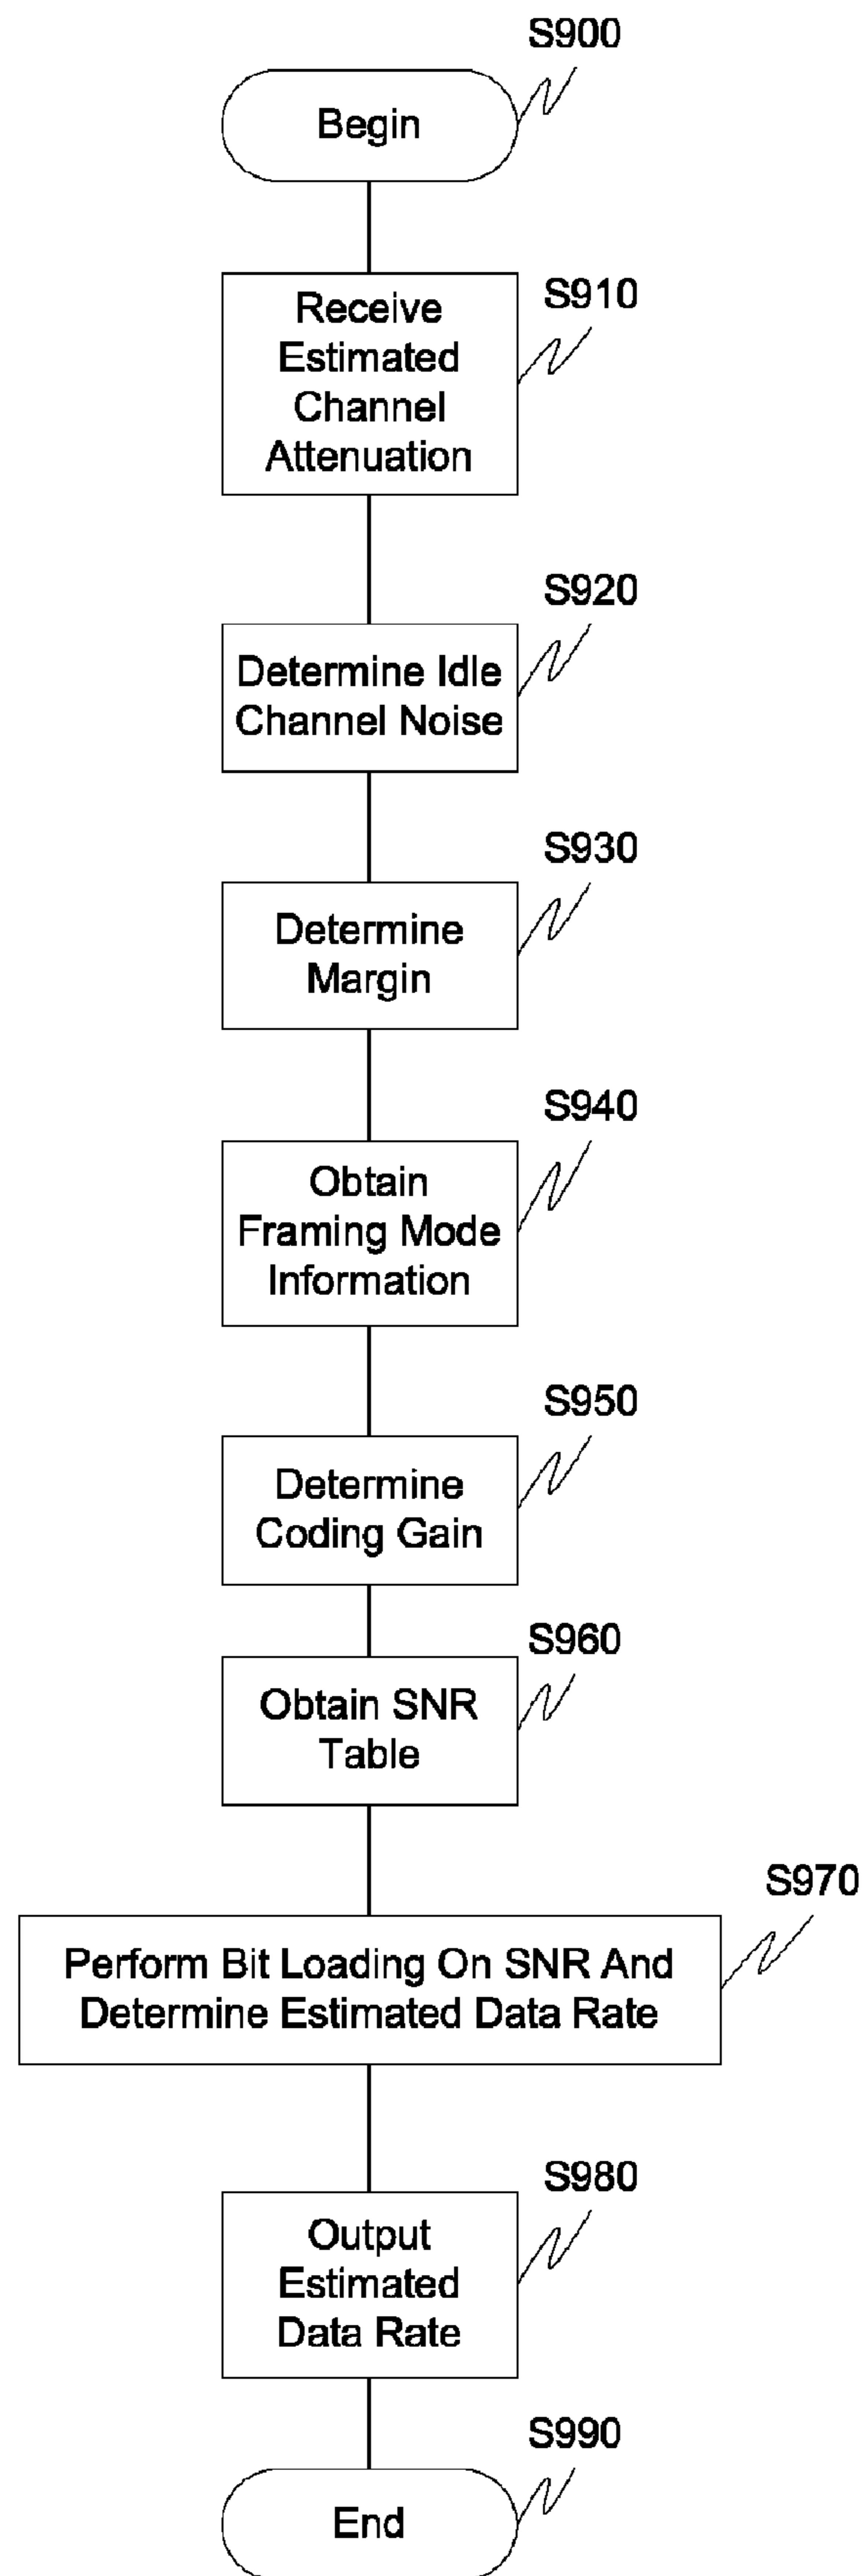 S900
Begin
S910
Receive
Estimated
Channel
Attenuation
S920
Determine Idle
Channel Noise
S930
Determine
Margin
S940
Obtain
Framing Mode
Information
S950
Determine
Coding Gain
S960
Obtain SNR
Table
S970
Perform Bit Loading On SNR And
Determine Estimated Data Rate
S980
Output
Estimated
Data Rate
S990
End